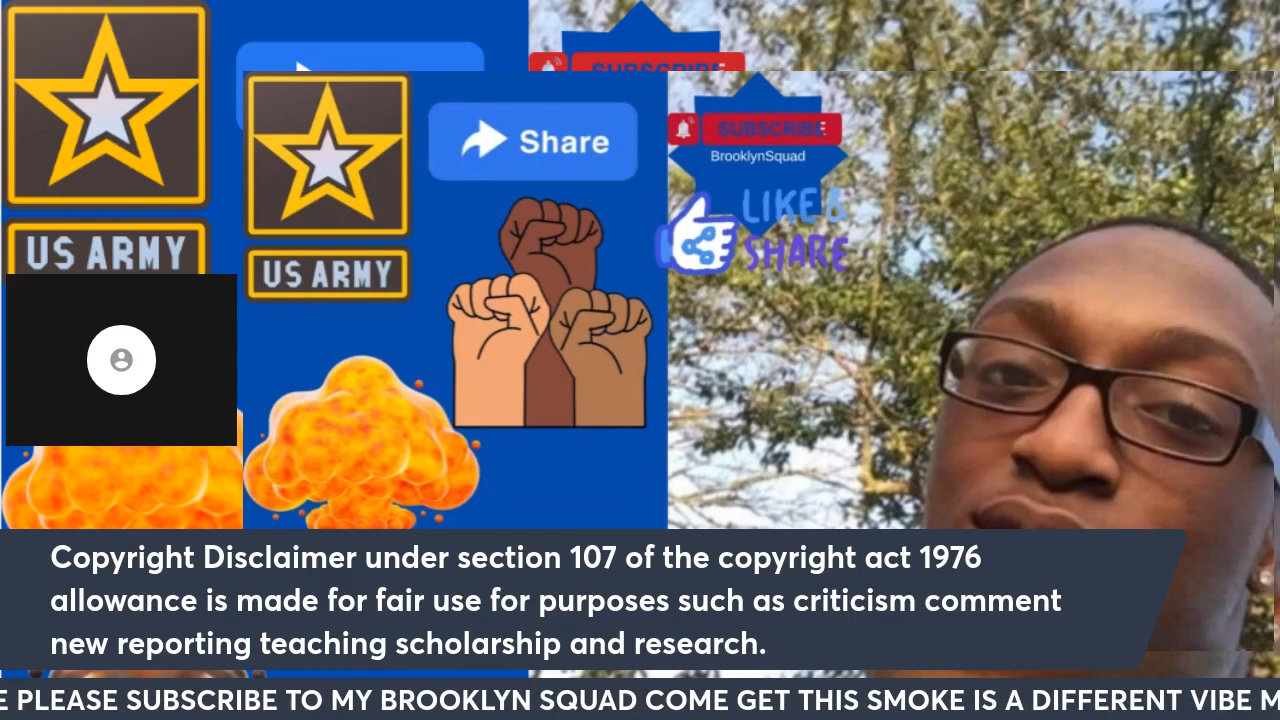 SUBSCRIBE
Share
SUBSCRIBE
BrooklynSquad
LIKE &
SHARE
US ARMY
US ARMY
Copyright Disclaimer under section 107 of the copyright act 1976
allowance is made for fair use for purposes such as criticism comment
new reporting teaching scholarship and research.
E PLEASE SUBSCRIBE TO MY BROOKLYN SQUAD COME GET THIS SMOKE IS A DIFFERENT VIBE M